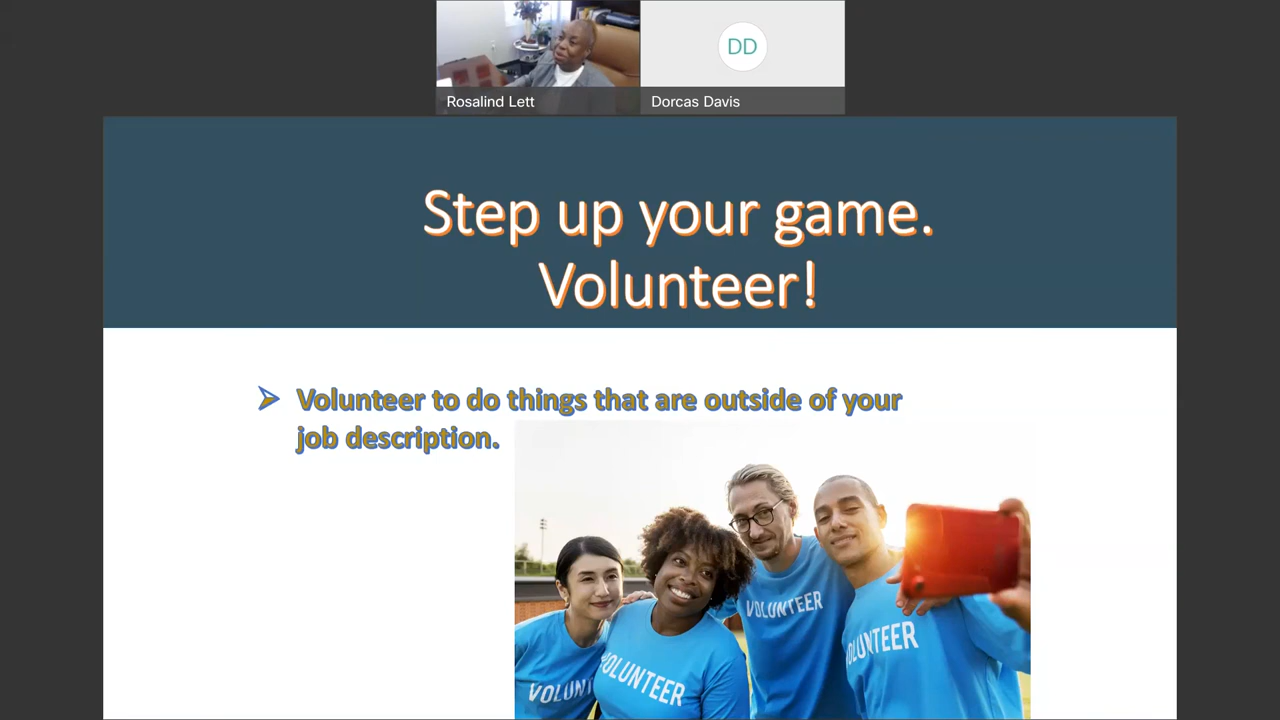 DD
Rosalind Lett
Dorcas Davis
Step up your game.
Volunteer!
Volunteer to do things that are outside of your
job description.
VOLUNTEER
VOLUNTEER
VOLUNTEER
VOLUN